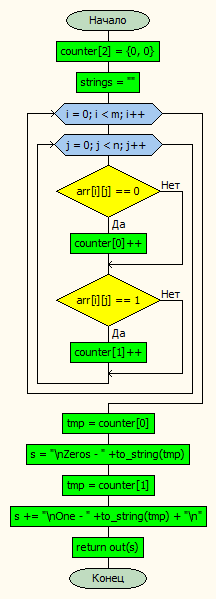 Начало
counter[2] = {0, 0}
strings = ""
i = 0; i < m; i++
j = 0; j < n; j++
arr[i][j] == 0
Нет
Да
counter[0]++
arr[i][j] == 1
Нет
Да
counter[1]++
tmp = counter[0]
s = "\nZeros - " +to_string(tmp)
tmp = counter[1]
s += "\nOne - " +to_string(tmp) + "\n"
return out(s)
Конец